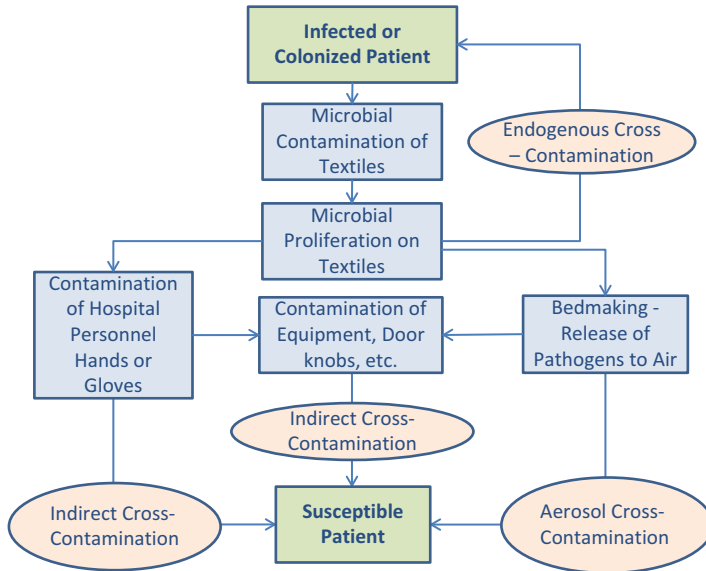 Infected or
Colonized Patient
Microbial
Contamination of
Textiles
Endogenous Cross
– Contamination
Microbial
Proliferation on
Textiles
Contamination
of Hospital
Personnel
Hands or
Gloves
Contamination of
Equipment, Door
knobs, etc.
Bedmaking -
Release of
Pathogens to Air
Indirect Cross-
Contamination
Indirect Cross-
Contamination
Susceptible
Patient
Aerosol Cross-
Contamination